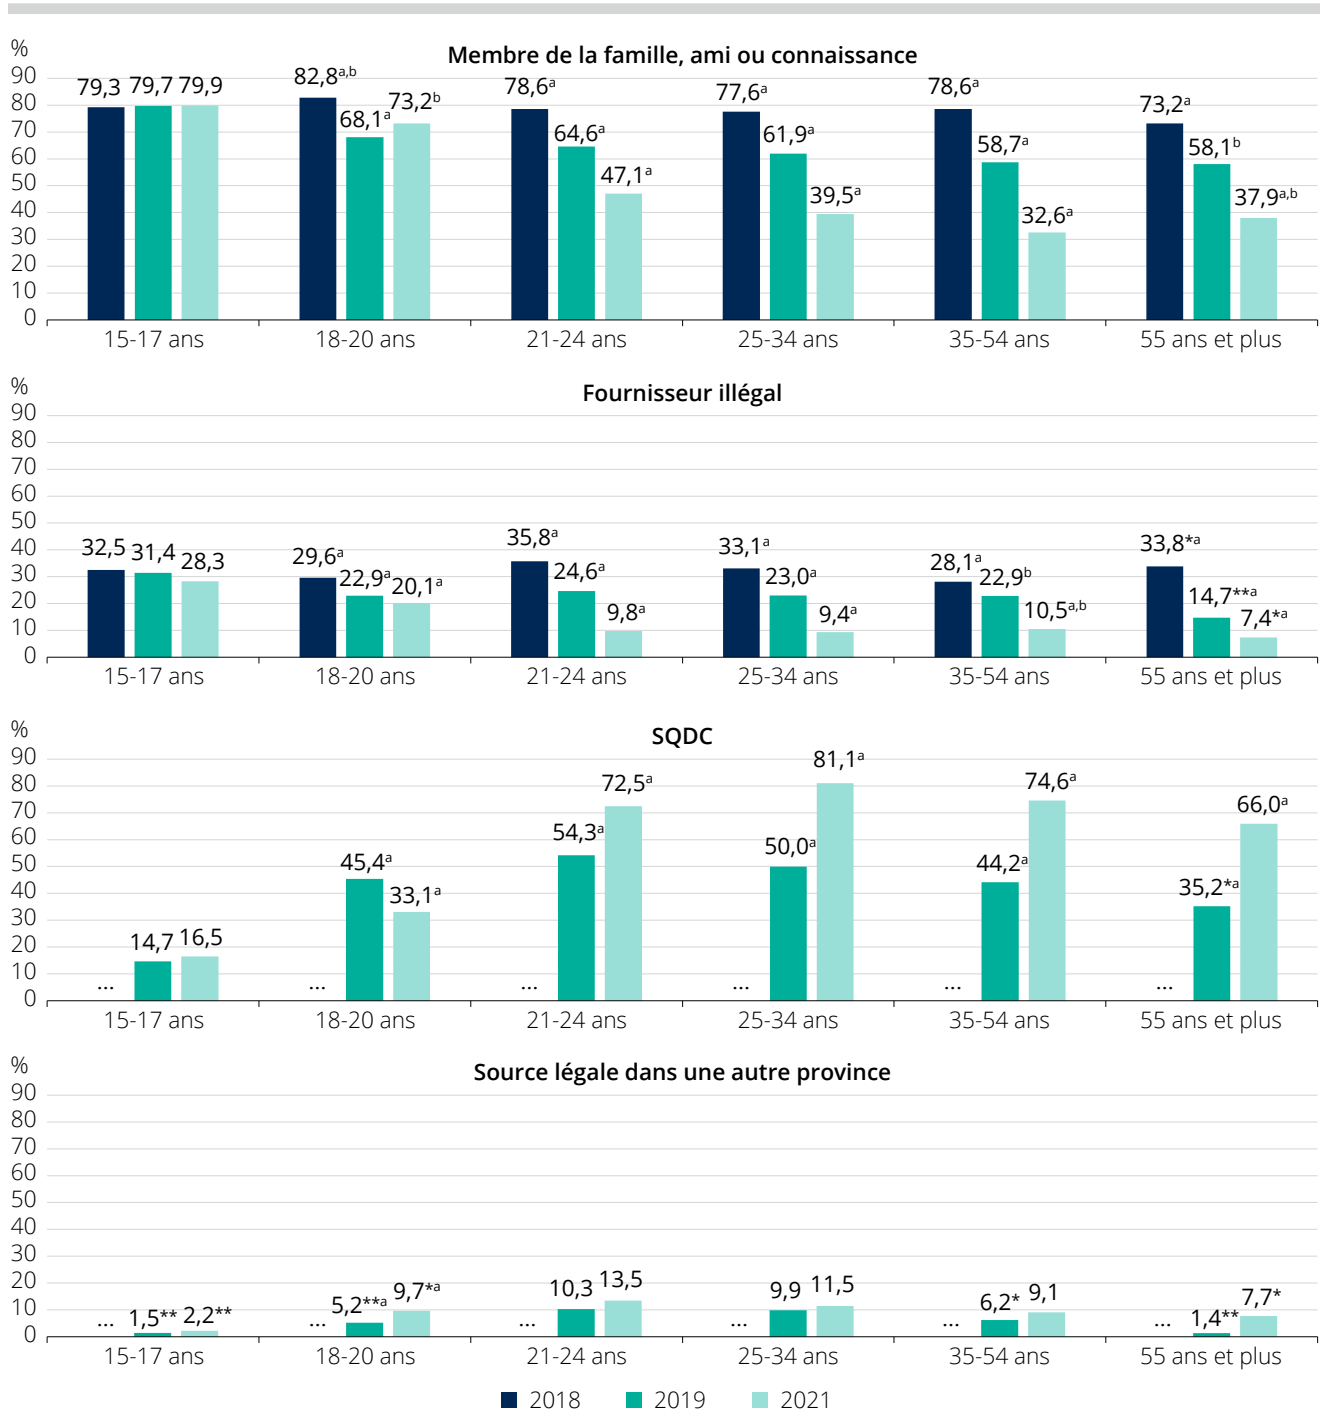 %
Membre de la famille, ami ou connaissance
90
80
70
60
50
40
30
20
10
0
79,3 79,7 79,9
82,8a,b 68,1a 73,2b
78,6a 64,6a 47,1a
77,6a 61,9a 39,5a
78,6a 58,7a 32,6a
73,2a 58,1b 37,9a,b
15-17 ans 18-20 ans 21-24 ans 25-34 ans 35-54 ans 55 ans et plus
%
Fournisseur illégal
90
80
70
60
50
40
30
20
10
0
32,5 31,4 28,3
29,6a 22,9a 20,1a
35,8a 24,6a 9,8a
33,1a 23,0a 9,4a
28,1a 22,9b 10,5a,b
33,8*a 14,7**a 7,4*a
15-17 ans 18-20 ans 21-24 ans 25-34 ans 35-54 ans 55 ans et plus
%
SQDC
90
80
70
60
50
40
30
20
10
0
... 14,7 16,5
... 45,4a 33,1a
... 54,3a 72,5a
... 50,0a 81,1a
... 44,2a 74,6a
... 35,2*a 66,0a
15-17 ans 18-20 ans 21-24 ans 25-34 ans 35-54 ans 55 ans et plus
%
Source légale dans une autre province
90
80
70
60
50
40
30
20
10
0
... 1,5** 2,2**
... 5,2**a 9,7*a
... 10,3 13,5
... 9,9 11,5
... 6,2* 9,1
... 1,4** 7,7*
15-17 ans 18-20 ans 21-24 ans 25-34 ans 35-54 ans 55 ans et plus
2018 2019 2021